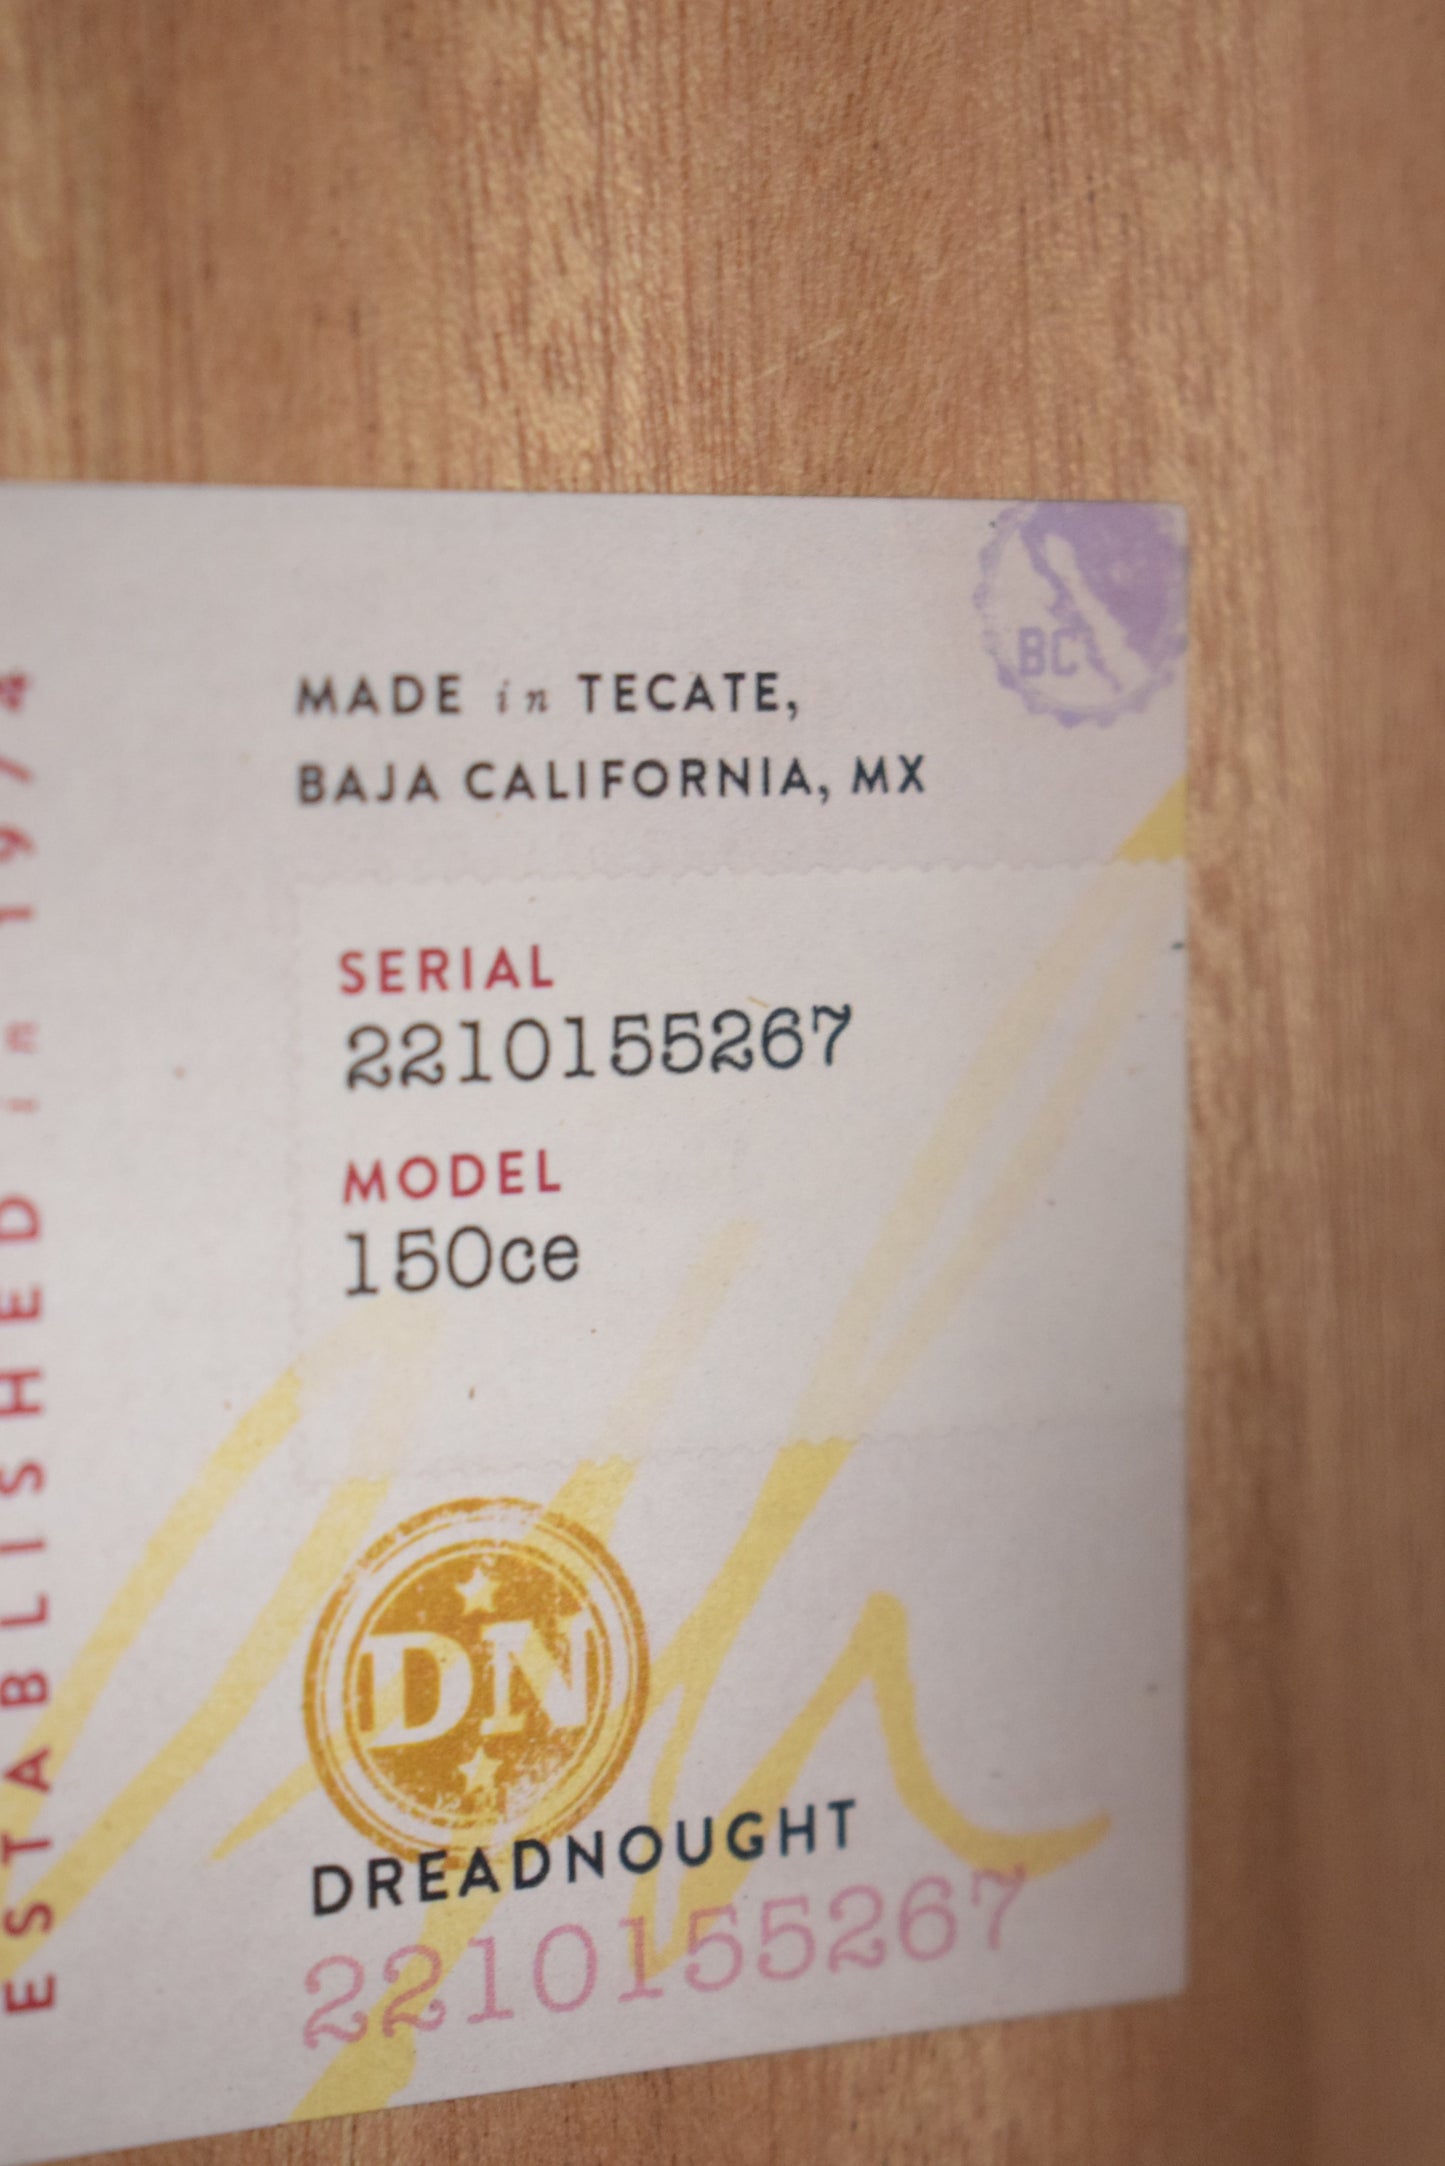 ESTABLISHED in 1974
BC
MADE in TECATE,
BAJA CALIFORNIA, MX
SERIAL
2210155267
MODEL
150ce
DN
DREADNOUGHT
2210155267